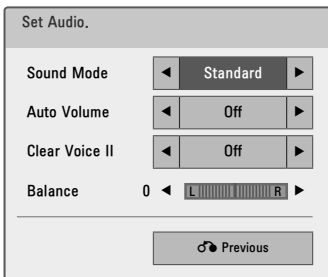 Set Audio.
Sound Mode ◄ Standard ►
Auto Volume ◄ Off ►
Clear Voice II ◄ Off ►
Balance 0 ◄ L R ►
Previous